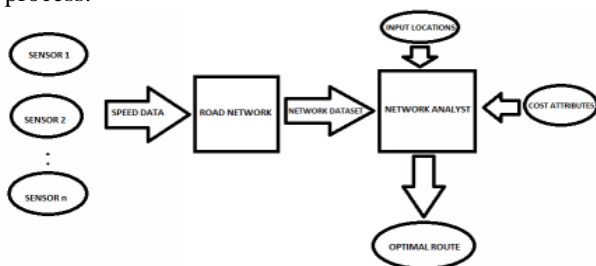 process.
INPUT LOCATIONS
SENSOR 1
SPEED DATA
ROAD NETWORK
NETWORK DATASET
NETWORK ANALYST
COST ATTRIBUTES
SENSOR 2
:
SENSOR n
OPTIMAL ROUTE